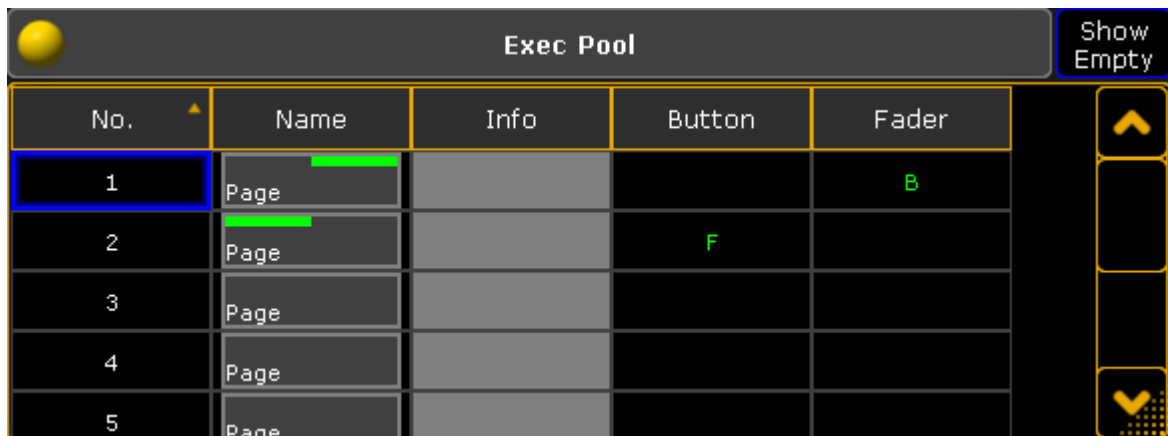 Exec Pool
Show
Empty
No. Name Info Button Fader
1 Page B
2 Page F
3 Page
4 Page
5 Page